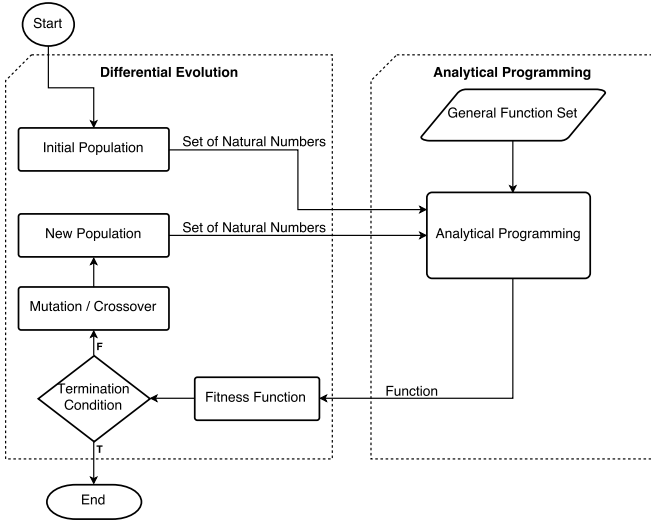 Start
Differential Evolution
Analytical Programming
General Function Set
Initial Population
Set of Natural Numbers
New Population
Set of Natural Numbers
Analytical Programming
Mutation / Crossover
F
Termination
Condition
Fitness Function
Function
T
End